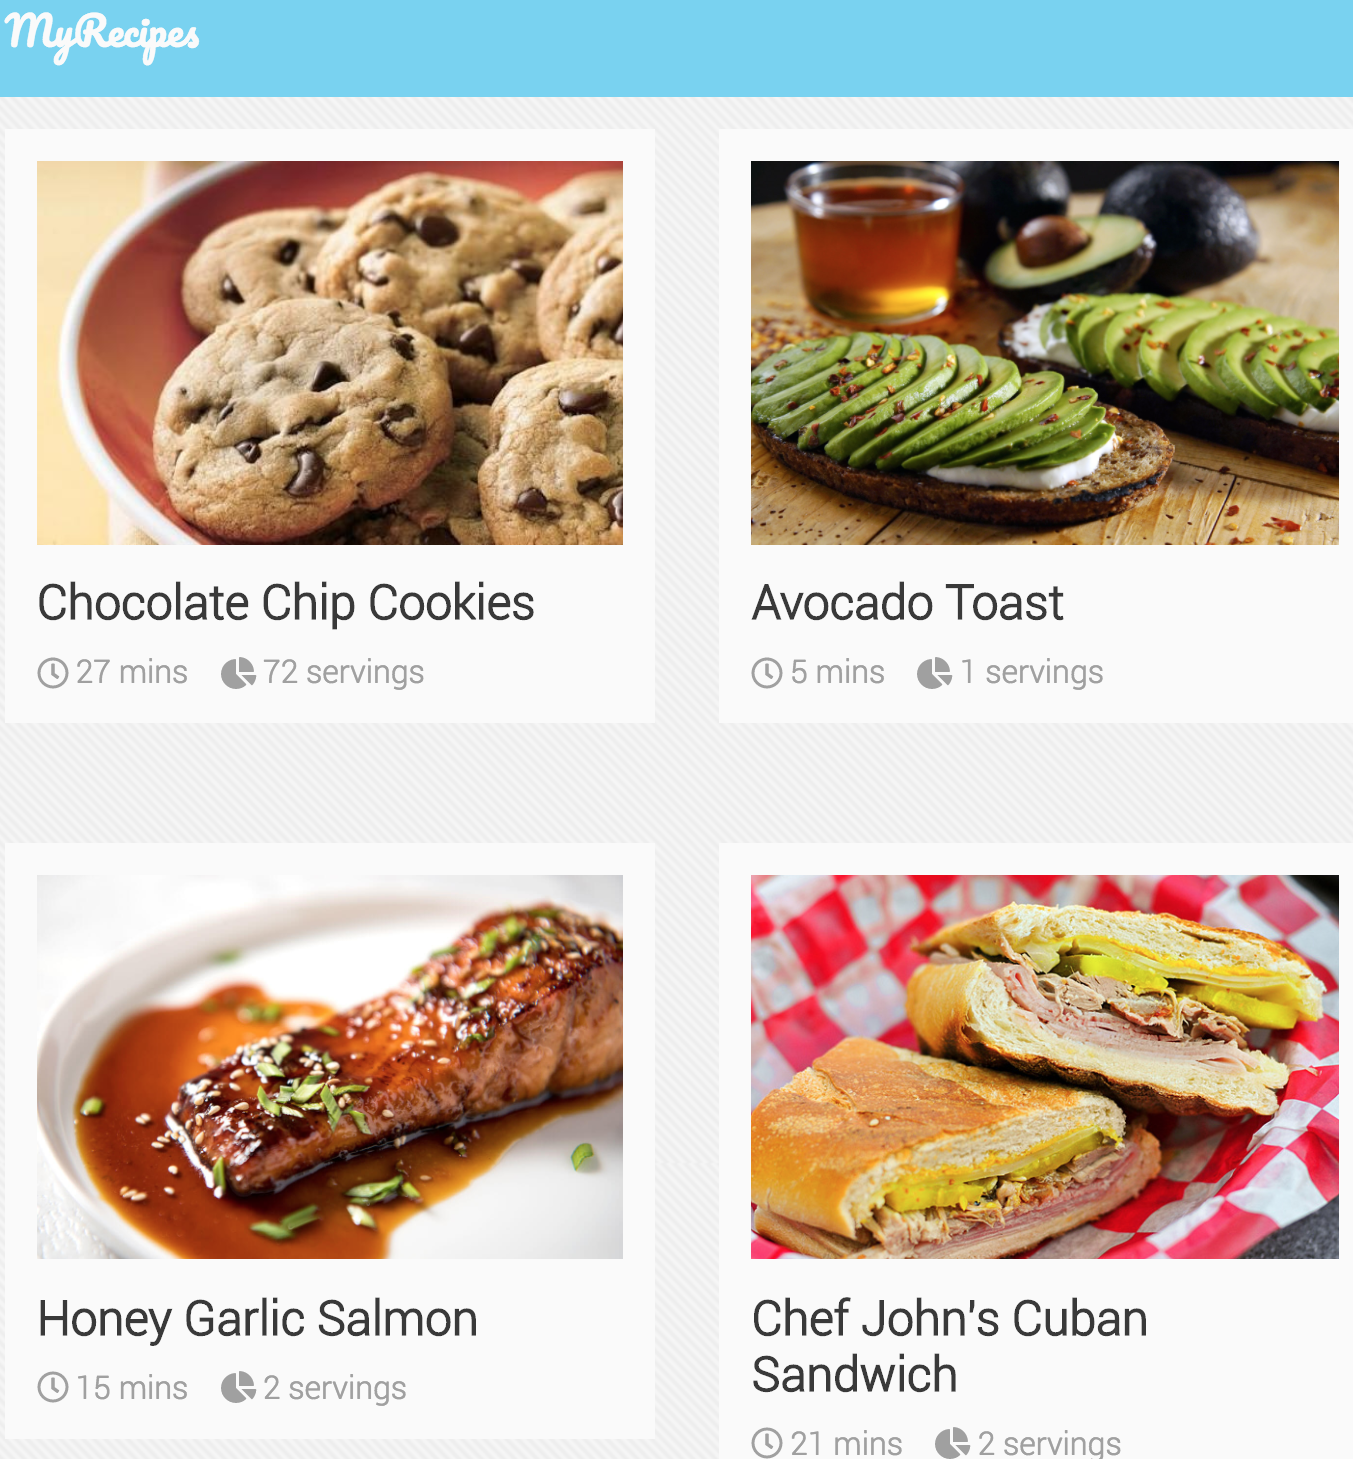 MyRecipes
Chocolate Chip Cookies
27 mins 72 servings
Avocado Toast
5 mins 1 servings
Honey Garlic Salmon
15 mins 2 servings
Chef John's Cuban
Sandwich
21 mins 2 servings